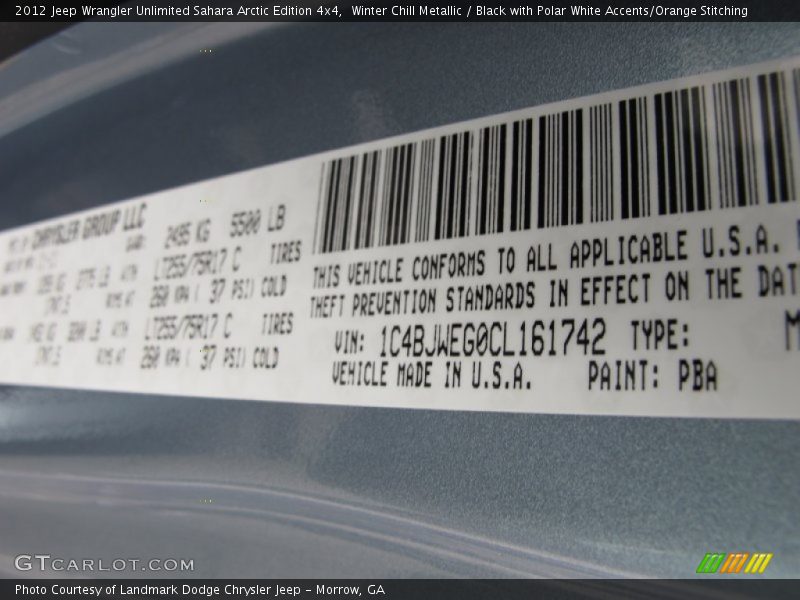 2012 Jeep Wrangler Unlimited Sahara Arctic Edition 4x4,  Winter Chill Metallic / Black with Polar White Accents/Orange Stitching
CHRYSLER GROUP LLC
2495 KG 5500 LB
LT255/75R17 C TIRES
260 KPA ( 37 PSI) COLD
LT255/75R17 C TIRES
260 KPA ( 37 PSI) COLD
THIS VEHICLE CONFORMS TO ALL APPLICABLE U.S.A.
THEFT PREVENTION STANDARDS IN EFFECT ON THE DAT
VIN: 1C4BJWEG0CL161742 TYPE: M
VEHICLE MADE IN U.S.A. PAINT: PBA
GTCARLOT.COM
Photo Courtesy of Landmark Dodge Chrysler Jeep - Morrow, GA